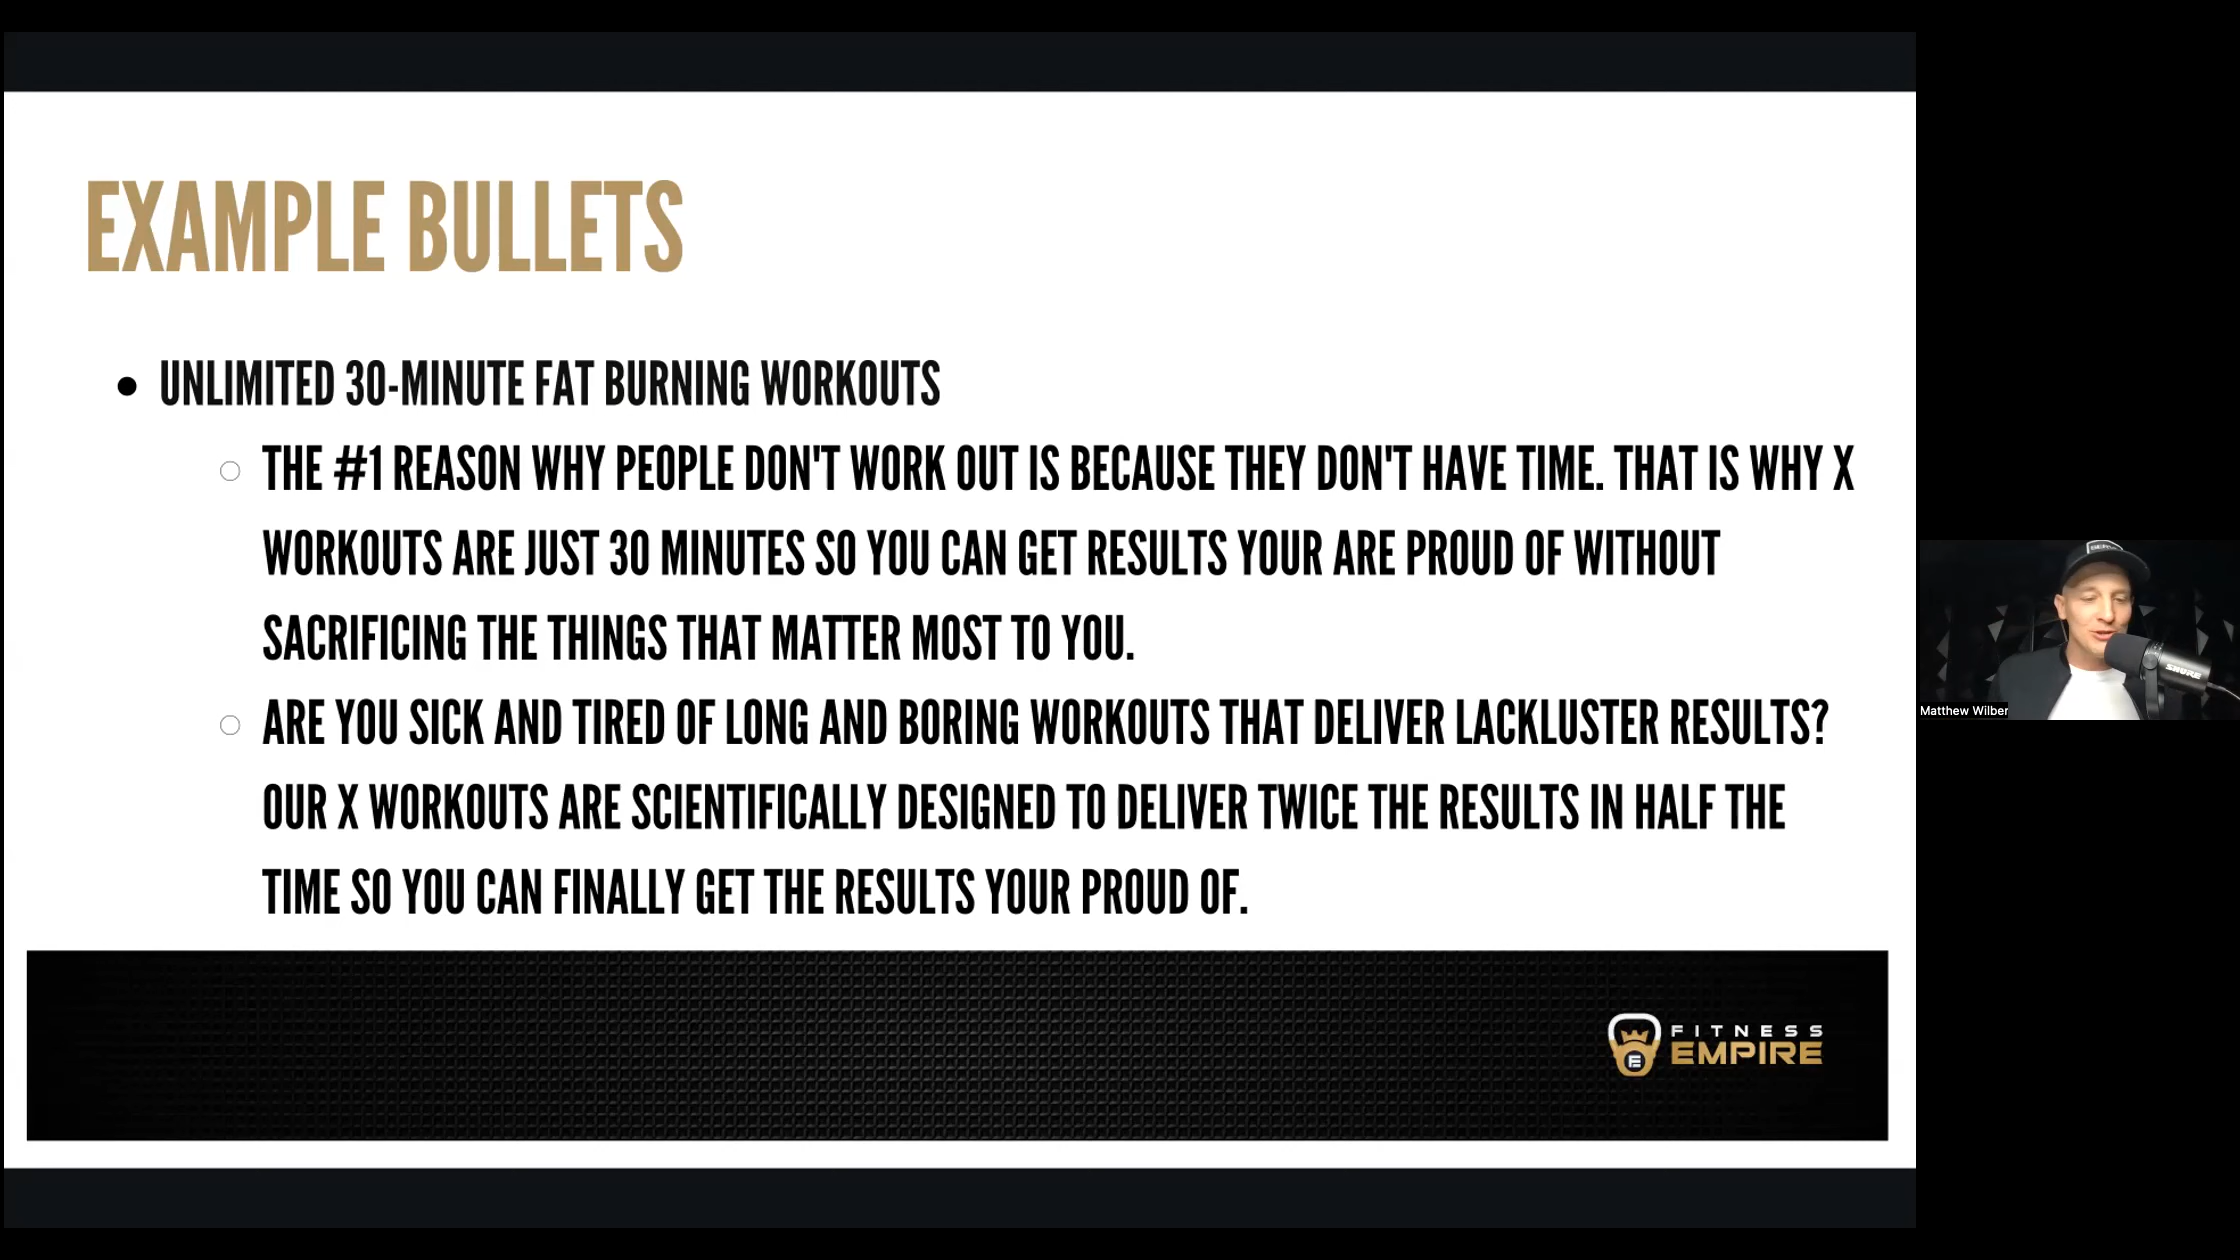 EXAMPLE BULLETS
UNLIMITED 30-MINUTE FAT BURNING WORKOUTS
THE #1 REASON WHY PEOPLE DON'T WORK OUT IS BECAUSE THEY DON'T HAVE TIME. THAT IS WHY X
WORKOUTS ARE JUST 30 MINUTES SO YOU CAN GET RESULTS YOUR ARE PROUD OF WITHOUT
SACRIFICING THE THINGS THAT MATTER MOST TO YOU.
ARE YOU SICK AND TIRED OF LONG AND BORING WORKOUTS THAT DELIVER LACKLUSTER RESULTS?
OUR X WORKOUTS ARE SCIENTIFICALLY DESIGNED TO DELIVER TWICE THE RESULTS IN HALF THE
TIME SO YOU CAN FINALLY GET THE RESULTS YOUR PROUD OF.
SHURE
Matthew Wilber
E
FITNESS
EMPIRE